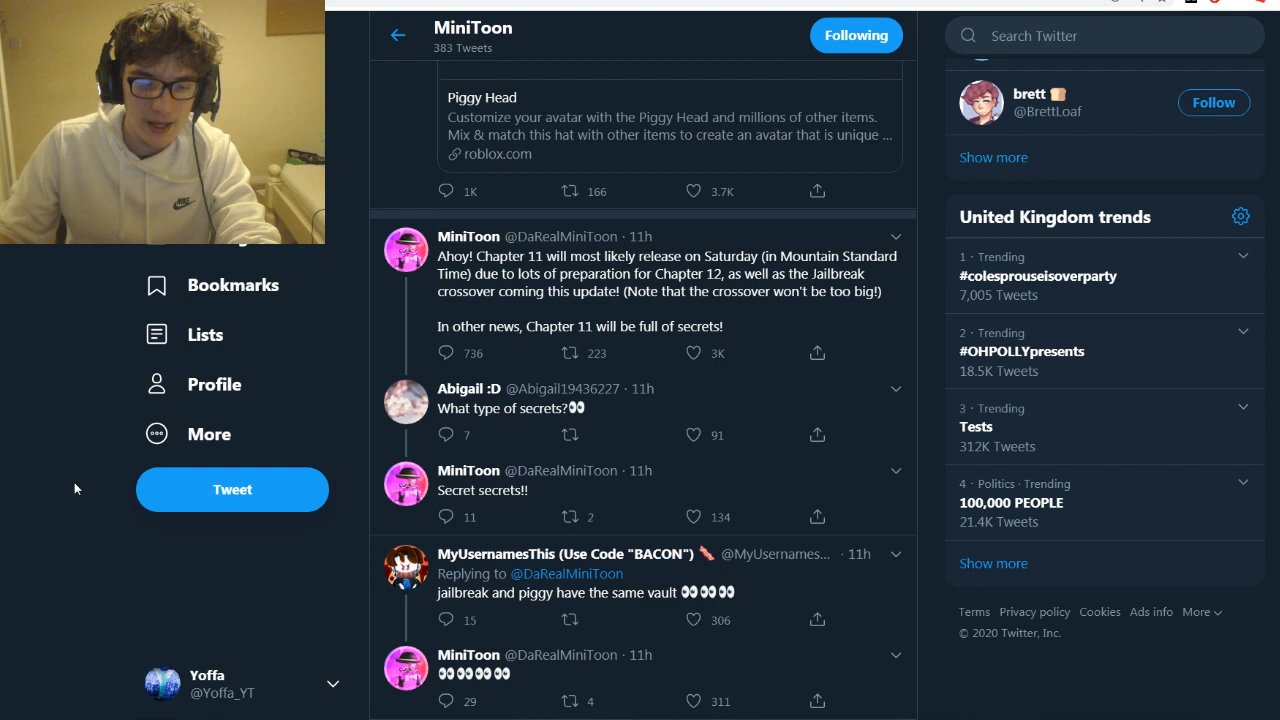 MiniToon
383 Tweets
Following
Piggy Head
Customize your avatar with the Piggy Head and millions of other items.
Mix & match this hat with other items to create an avatar that is unique ...
roblox.com
1K 166 3.7K
MiniToon @DaRealMiniToon · 11h
Ahoy! Chapter 11 will most likely release on Saturday (in Mountain Standard
Time) due to lots of preparation for Chapter 12, as well as the Jailbreak
crossover coming this update! (Note that the crossover won't be too big!)
In other news, Chapter 11 will be full of secrets!
736 223 3K
Abigail :D @Abigail19436227 · 11h
What type of secrets?👀
7 91
MiniToon @DaRealMiniToon · 11h
Secret secrets!!
11 2 134
MyUsernamesThis (Use Code "BACON") 🥓 @MyUsernames... · 11h
Replying to @DaRealMiniToon
jailbreak and piggy have the same vault 👀👀👀
15 306
MiniToon @DaRealMiniToon · 11h
👀👀👀👀
29 4 311
Bookmarks
Lists
Profile
More
Tweet
Yoffa
@Yoffa_YT
Search Twitter
brett 🍞
@BrettLoaf
Follow
Show more
United Kingdom trends
1 · Trending
#colesprouseisoverparty
7,005 Tweets
2 · Trending
#OHPOLLYpresents
18.5K Tweets
3 · Trending
Tests
312K Tweets
4 · Politics · Trending
100,000 PEOPLE
21.4K Tweets
Show more
Terms Privacy policy Cookies Ads info More
© 2020 Twitter, Inc.